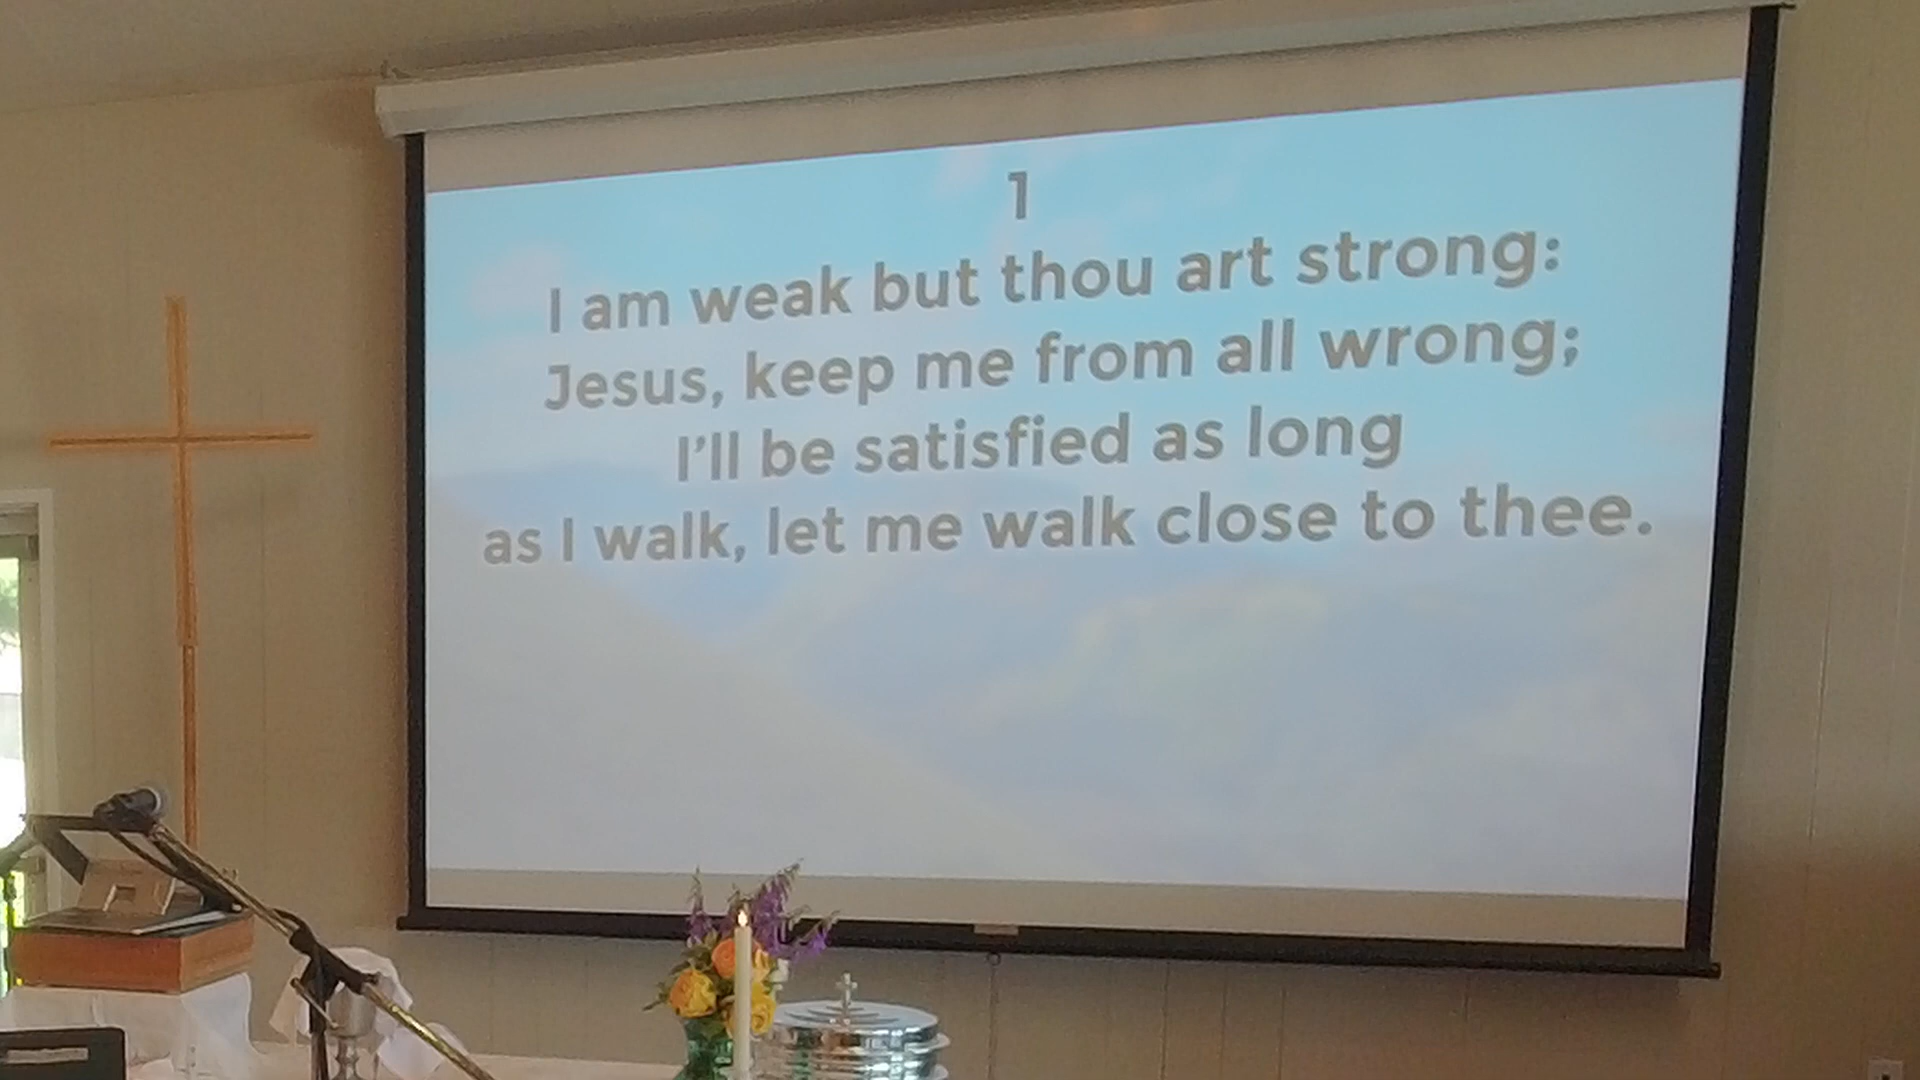 1
I am weak but thou art strong:
Jesus, keep me from all wrong;
I’ll be satisfied as long
as I walk, let me walk close to thee.